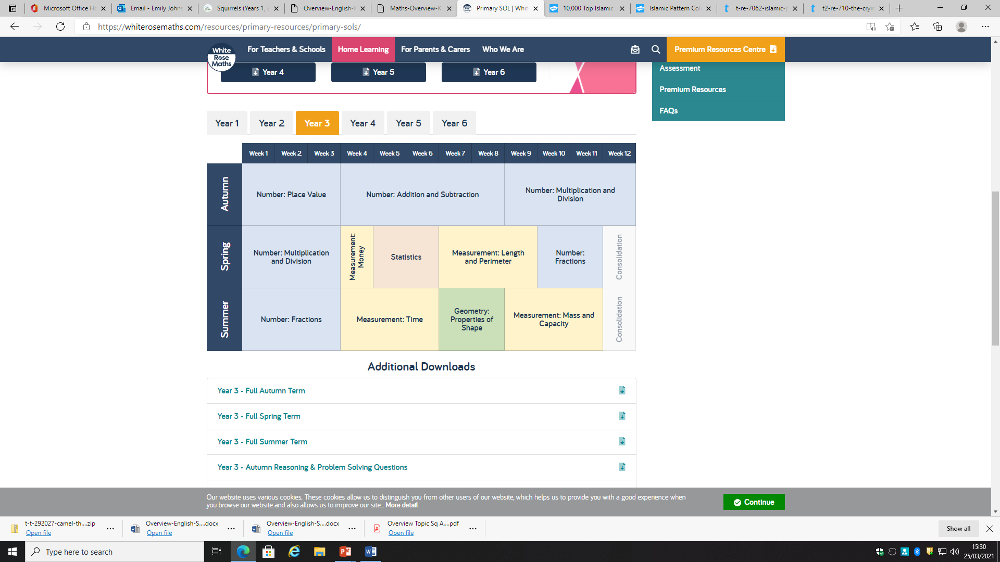 Microsoft Office Ho
Email - Emily Johns
Squirrels (Years 1, 2
Overview-English-
Maths-Overview-K
Primary SOL | Whit
10,000 Top Islamic
Islamic Pattern Col
t-re-7062-islamic-p
t2-re-710-the-cryin
https://whiterosemaths.com/resources/primary-resources/primary-sols/
White
Rose
Maths
For Teachers & Schools
Home Learning
For Parents & Carers
Who We Are
Premium Resources Centre
Year 4
Year 5
Year 6
Assessment
Premium Resources
FAQs
Year 1
Year 2
Year 3
Year 4
Year 5
Year 6
Week 1
Week 2
Week 3
Week 4
Week 5
Week 6
Week 7
Week 8
Week 9
Week 10
Week 11
Week 12
Autumn
Number: Place Value
Number: Addition and Subtraction
Number: Multiplication and
Division
Spring
Number: Multiplication
and Division
Measurement:
Money
Statistics
Measurement: Length
and Perimeter
Number:
Fractions
Consolidation
Summer
Number: Fractions
Measurement: Time
Geometry:
Properties of
Shape
Measurement: Mass and
Capacity
Consolidation
Additional Downloads
Year 3 - Full Autumn Term
Year 3 - Full Spring Term
Year 3 - Full Summer Term
Year 3 - Autumn Reasoning & Problem Solving Questions
Our website uses various cookies. These cookies allow us to distinguish you from other users of our website, which helps us to provide you with a good experience when
you browse our website and also allows us to improve our site... More detail
Continue
t-t-292027-camel-th....zip
Open file
Overview-English-S....docx
Open file
Overview-English-S....docx
Open file
Overview Topic Sq A....pdf
Open file
Show all
Type here to search
15:30
25/03/2021